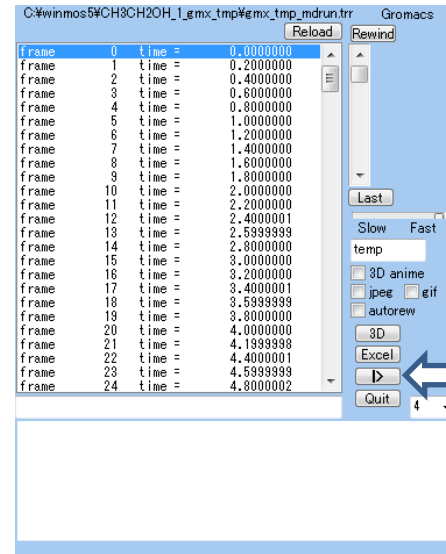 C:¥winmos5¥CH3CH2OH_1_gmx_tmp¥gmx_tmp_mdrun.trr Gromacs
Reload Rewind
frame 0 time = 0.0000000
frame 1 time = 0.2000000
frame 2 time = 0.4000000
frame 3 time = 0.6000000
frame 4 time = 0.8000000
frame 5 time = 1.0000000
frame 6 time = 1.2000000
frame 7 time = 1.4000000
frame 8 time = 1.6000000
frame 9 time = 1.8000000
frame 10 time = 2.0000000
frame 11 time = 2.2000000
frame 12 time = 2.4000001
frame 13 time = 2.5999999
frame 14 time = 2.8000000
frame 15 time = 3.0000000
frame 16 time = 3.2000000
frame 17 time = 3.4000001
frame 18 time = 3.5999999
frame 19 time = 3.8000000
frame 20 time = 4.0000000
frame 21 time = 4.1999998
frame 22 time = 4.4000001
frame 23 time = 4.5999999
frame 24 time = 4.8000002
Last
Slow Fast
temp
3D anime
jpeg gif
autorew
3D
Excel
|>
Quit 4